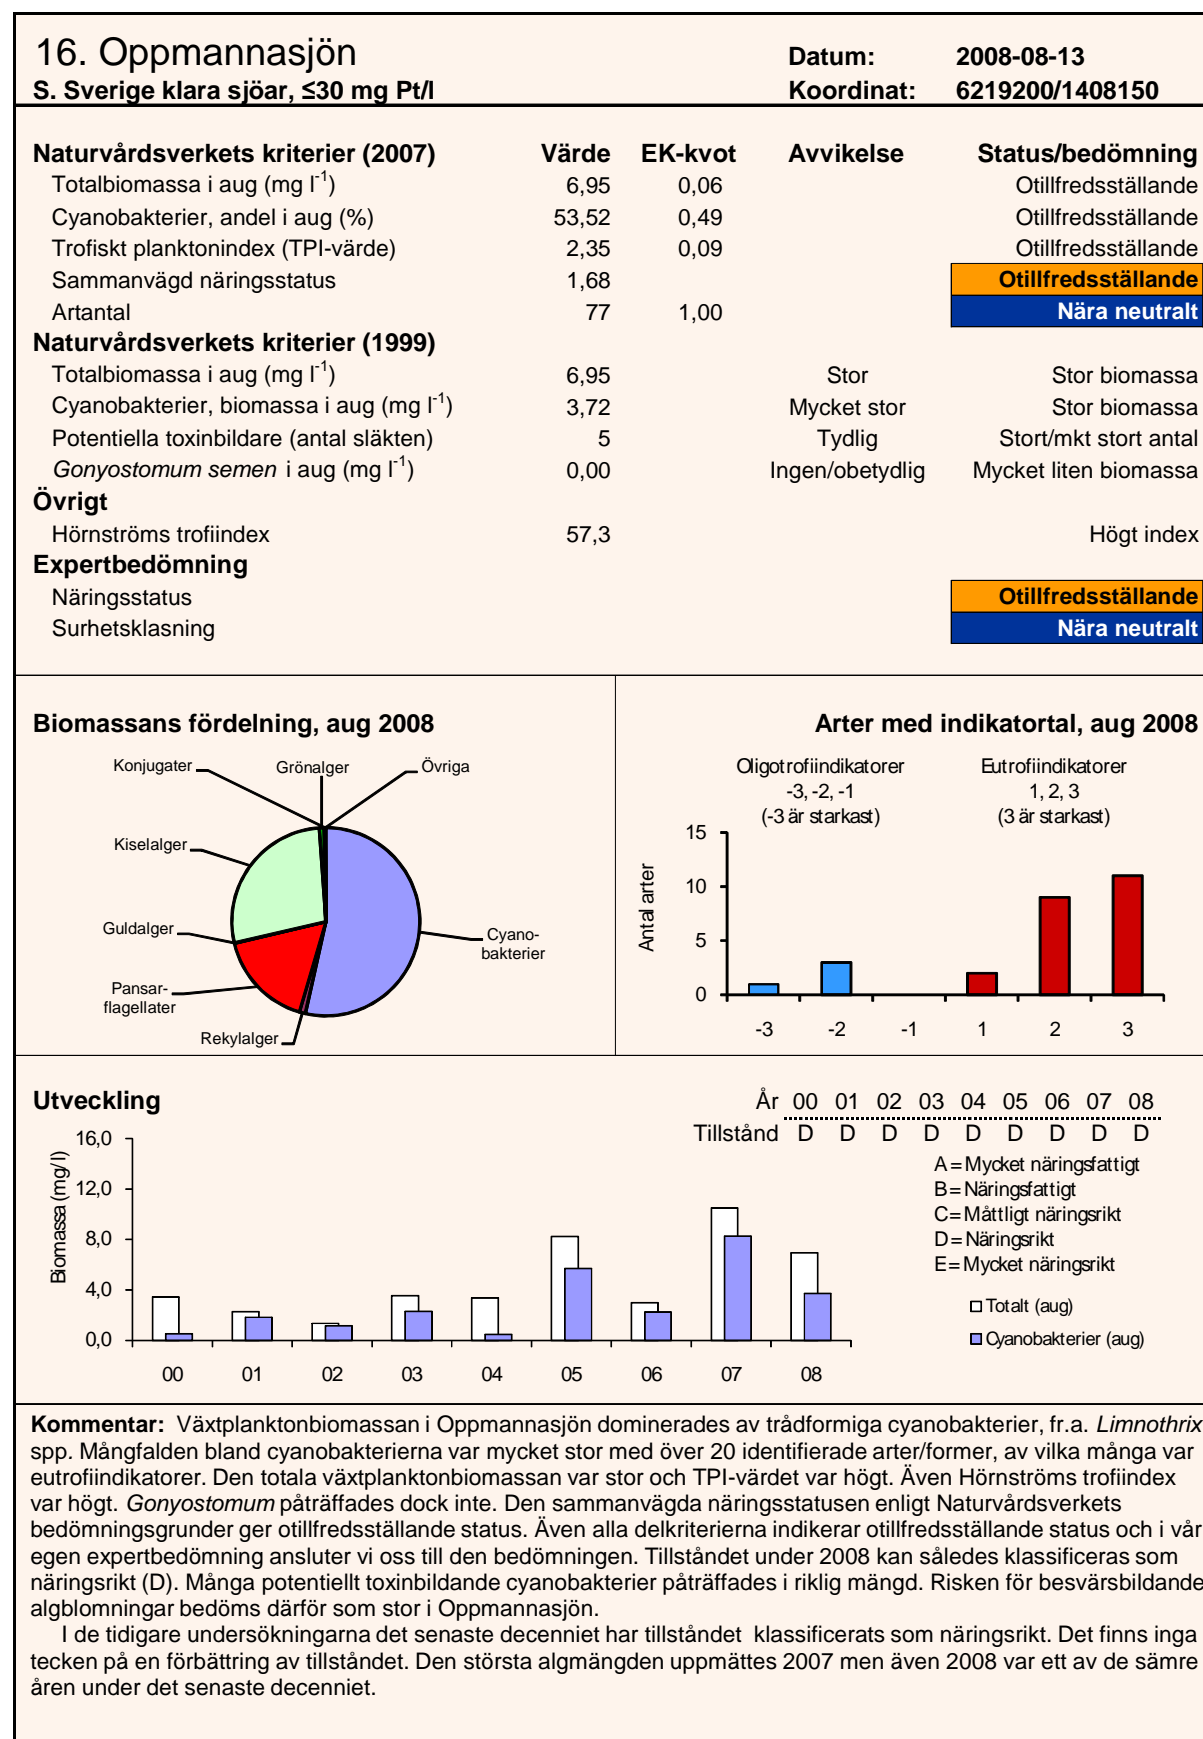 16. Oppmannasjön
Datum: 2008-08-13
S. Sverige klara sjöar, ≤30 mg Pt/l
Koordinat: 6219200/1408150
Naturvårdsverkets kriterier (2007) Värde EK-kvot Avvikelse Status/bedömning
Totalbiomassa i aug (mg l⁻¹) 6,95 0,06 Otillfredsställande
Cyanobakterier, andel i aug (%) 53,52 0,49 Otillfredsställande
Trofiskt planktonindex (TPI-värde) 2,35 0,09 Otillfredsställande
Sammanvägd näringsstatus 1,68 Otillfredsställande
Artantal 77 1,00 Nära neutralt
Naturvårdsverkets kriterier (1999)
Totalbiomassa i aug (mg l⁻¹) 6,95 Stor Stor biomassa
Cyanobakterier, biomassa i aug (mg l⁻¹) 3,72 Mycket stor Stor biomassa
Potentiella toxinbildare (antal släkten) 5 Tydlig Stort/mkt stort antal
Gonyostomum semen i aug (mg l⁻¹) 0,00 Ingen/obetydlig Mycket liten biomassa
Övrigt
Hörnströms trofiindex 57,3 Högt index
Expertbedömning
Näringsstatus Otillfredsställande
Surhetsklasning Nära neutralt
Biomassans fördelning, aug 2008
Konjugater
Grönalger
Övriga
Kiselalger
Guldalger
Cyano-
bakterier
Pansar-
flagellater
Rekylalger
Arter med indikatortal, aug 2008
Oligotrofiindikatorer
-3, -2, -1
(-3 är starkast)
Eutrofiindikatorer
1, 2, 3
(3 är starkast)
Antal arter
15
10
5
0
-3 -2 -1 1 2 3
Utveckling
År 00 01 02 03 04 05 06 07 08
Tillstånd D D D D D D D D D
Biomassa (mg/l)
16,0
12,0
8,0
4,0
0,0
00 01 02 03 04 05 06 07 08
A = Mycket näringsfattigt
B = Näringsfattigt
C = Måttligt näringsrikt
D = Näringsrikt
E = Mycket näringsrikt
Totalt (aug)
Cyanobakterier (aug)
Kommentar: Växtplanktonbiomassan i Oppmannasjön dominerades av trådformiga cyanobakterier, fr.a. Limnothrix
spp. Mångfalden bland cyanobakterierna var mycket stor med över 20 identifierade arter/former, av vilka många var
eutrofiindikatorer. Den totala växtplanktonbiomassan var stor och TPI-värdet var högt. Även Hörnströms trofiindex
var högt. Gonyostomum påträffades dock inte. Den sammanvägda näringsstatusen enligt Naturvårdsverkets
bedömningsgrunder ger otillfredsställande status. Även alla delkriterierna indikerar otillfredsställande status och i vår
egen expertbedömning ansluter vi oss till den bedömningen. Tillståndet under 2008 kan således klassificeras som
näringsrikt (D). Många potentiellt toxinbildande cyanobakterier påträffades i riklig mängd. Risken för besvärsbildande
algblomningar bedöms därför som stor i Oppmannasjön.
I de tidigare undersökningarna det senaste decenniet har tillståndet klassificerats som näringsrikt. Det finns inga
tecken på en förbättring av tillståndet. Den största algmängden uppmättes 2007 men även 2008 var ett av de sämre
åren under det senaste decenniet.